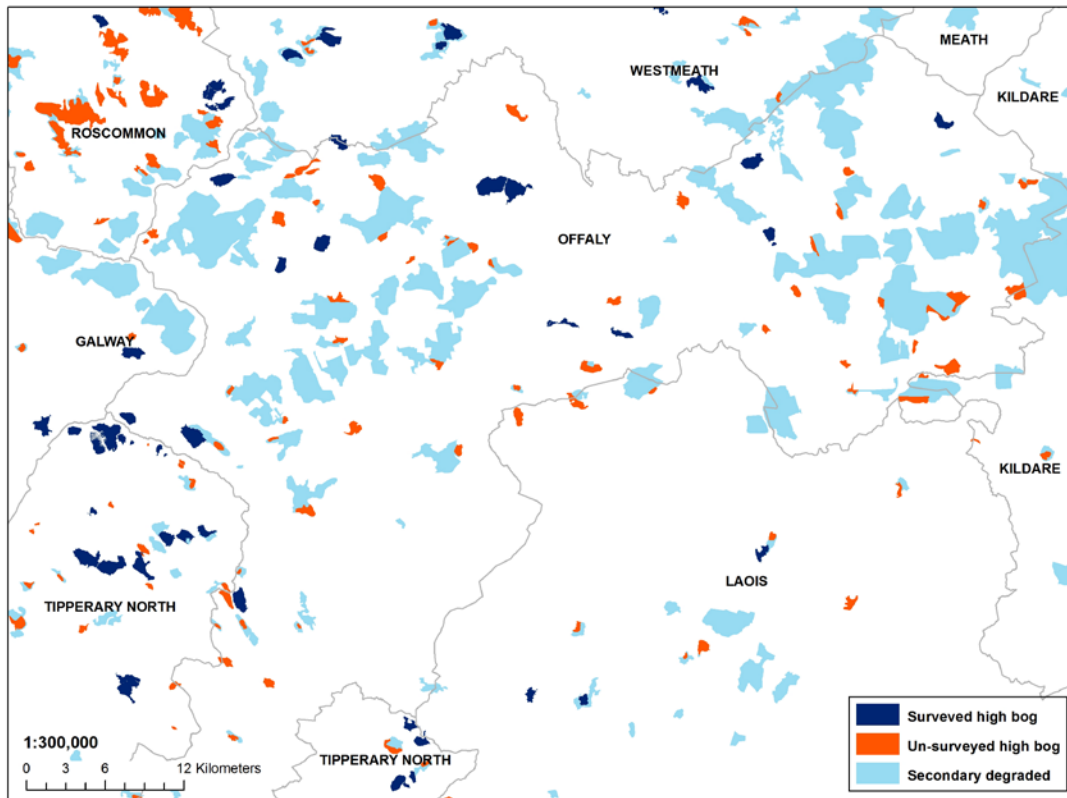 MEATH
WESTMEATH
KILDARE
ROSCOMMON
OFFALY
GALWAY
KILDARE
LAOIS
TIPPERARY NORTH
TIPPERARY NORTH
1:300,000
0 3 6 12 Kilometers
Surveyed high bog
Un-surveyed high bog
Secondary degraded